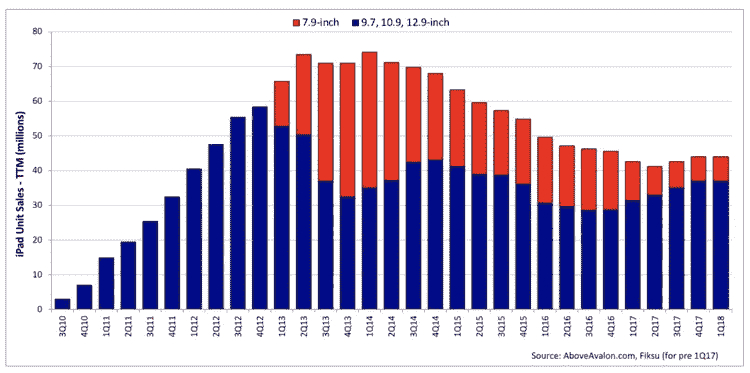 7.9-inch 9.7, 10.9, 12.9-inch
iPad Unit Sales - TTM (millions)
80
70
60
50
40
30
20
10
0
3Q10 4Q10 1Q11 2Q11 3Q11 4Q11 1Q12 2Q12 3Q12 4Q12 1Q13 2Q13 3Q13 4Q13 1Q14 2Q14 3Q14 4Q14 1Q15 2Q15 3Q15 4Q15 1Q16 2Q16 3Q16 4Q16 1Q17 2Q17 3Q17 4Q17 1Q18
Source: AboveAvalon.com, Fiksu (for pre 1Q17)